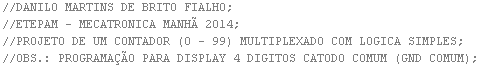 //DANILO MARTINS DE BRITO FIALHO;
//ETEPAM - MECATRONICA MANHÃ 2014;
//PROJETO DE UM CONTADOR (0 - 99) MULTIPLEXADO COM LOGICA SIMPLES;
//OBS.: PROGRAMAÇÃO PARA DISPLAY 4 DIGITOS CATODO COMUM (GND COMUM);